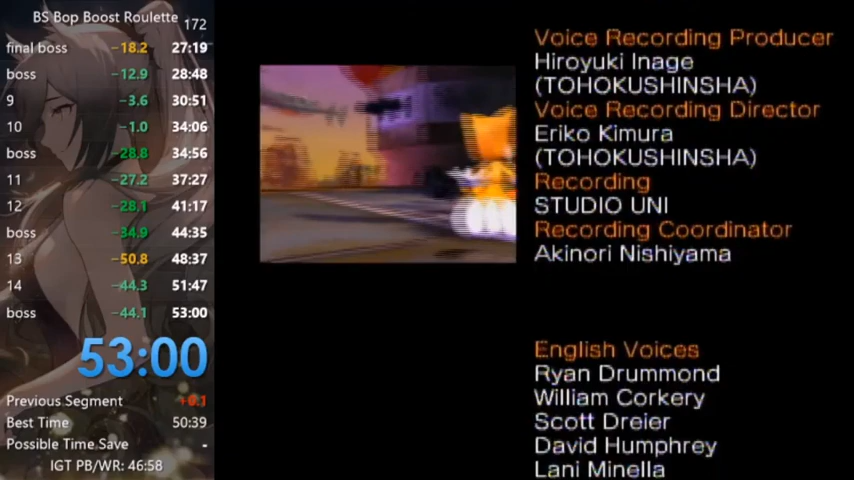 BS Bop Boost Roulette 172
final boss -18.2 27:19
boss -12.9 28:48
9 -3.6 30:51
10 -1.0 34:06
boss -28.8 34:56
11 -27.2 37:27
12 -28.1 41:17
boss -34.9 44:35
13 -50.8 48:37
14 -44.3 51:47
boss -44.1 53:00
53:00
Previous Segment +0.1
Best Time 50:39
Possible Time Save -
IGT PB/WR: 46:58
Voice Recording Producer
Hiroyuki Inage
(TOHOKUSHINSHA)
Voice Recording Director
Eriko Kimura
(TOHOKUSHINSHA)
Recording
STUDIO UNI
Recording Coordinator
Akinori Nishiyama
English Voices
Ryan Drummond
William Corkery
Scott Dreier
David Humphrey
Lani Minella